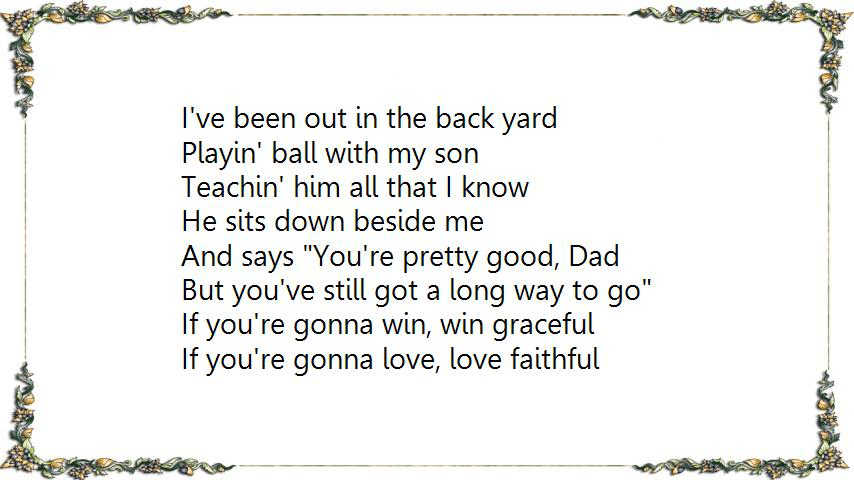 I've been out in the back yard
Playin' ball with my son
Teachin' him all that I know
He sits down beside me
And says "You're pretty good, Dad
But you've still got a long way to go"
If you're gonna win, win graceful
If you're gonna love, love faithful